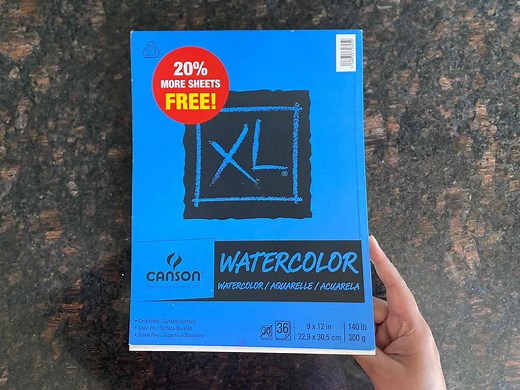 20%
MORE SHEETS
FREE!
XL®
CANSON
WATERCOLOR
WATERCOLOR / AQUARELLE / ACUARELA
30 36
9 x 12 in 140 lb
22,9 x 30,5 cm 300 g